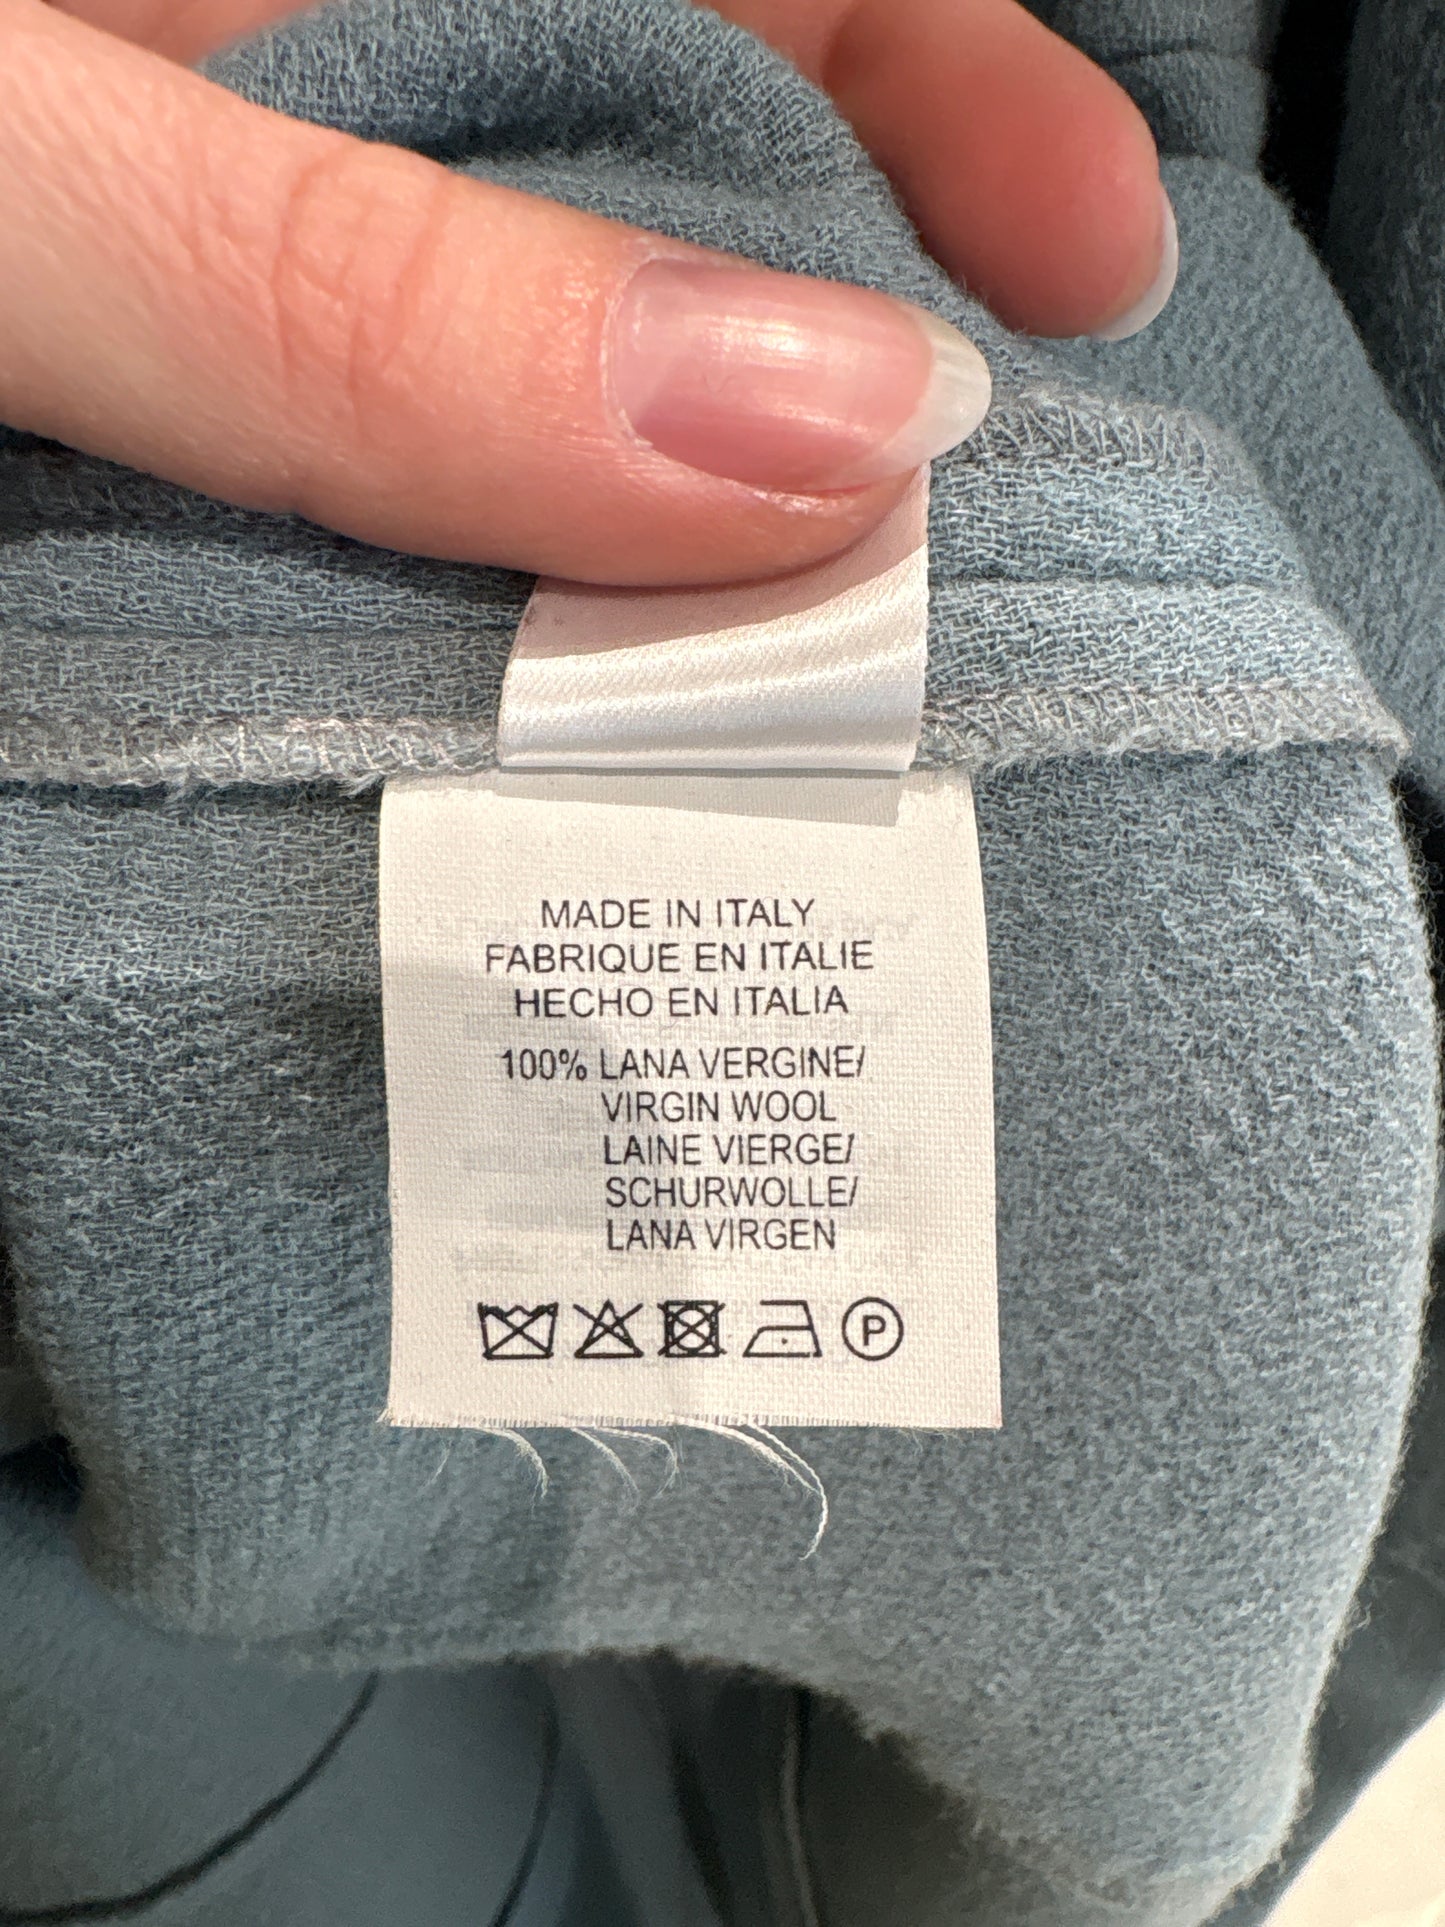 MADE IN ITALY
FABRIQUE EN ITALIE
HECHO EN ITALIA
100% LANA VERGINE/
VIRGIN WOOL
LAINE VIERGE/
SCHURWOLLE/
LANA VIRGEN
P